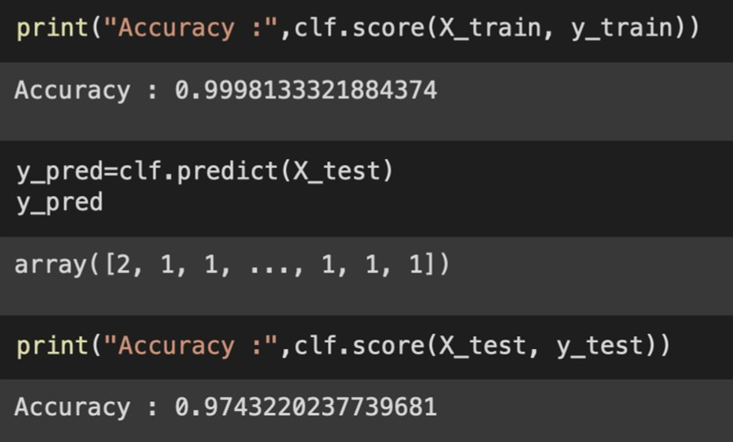 print("Accuracy :",clf.score(X_train, y_train))
Accuracy : 0.9998133321884374
y_pred=clf.predict(X_test)
y_pred
array([2, 1, 1, ..., 1, 1, 1])
print("Accuracy :",clf.score(X_test, y_test))
Accuracy : 0.9743220237739681